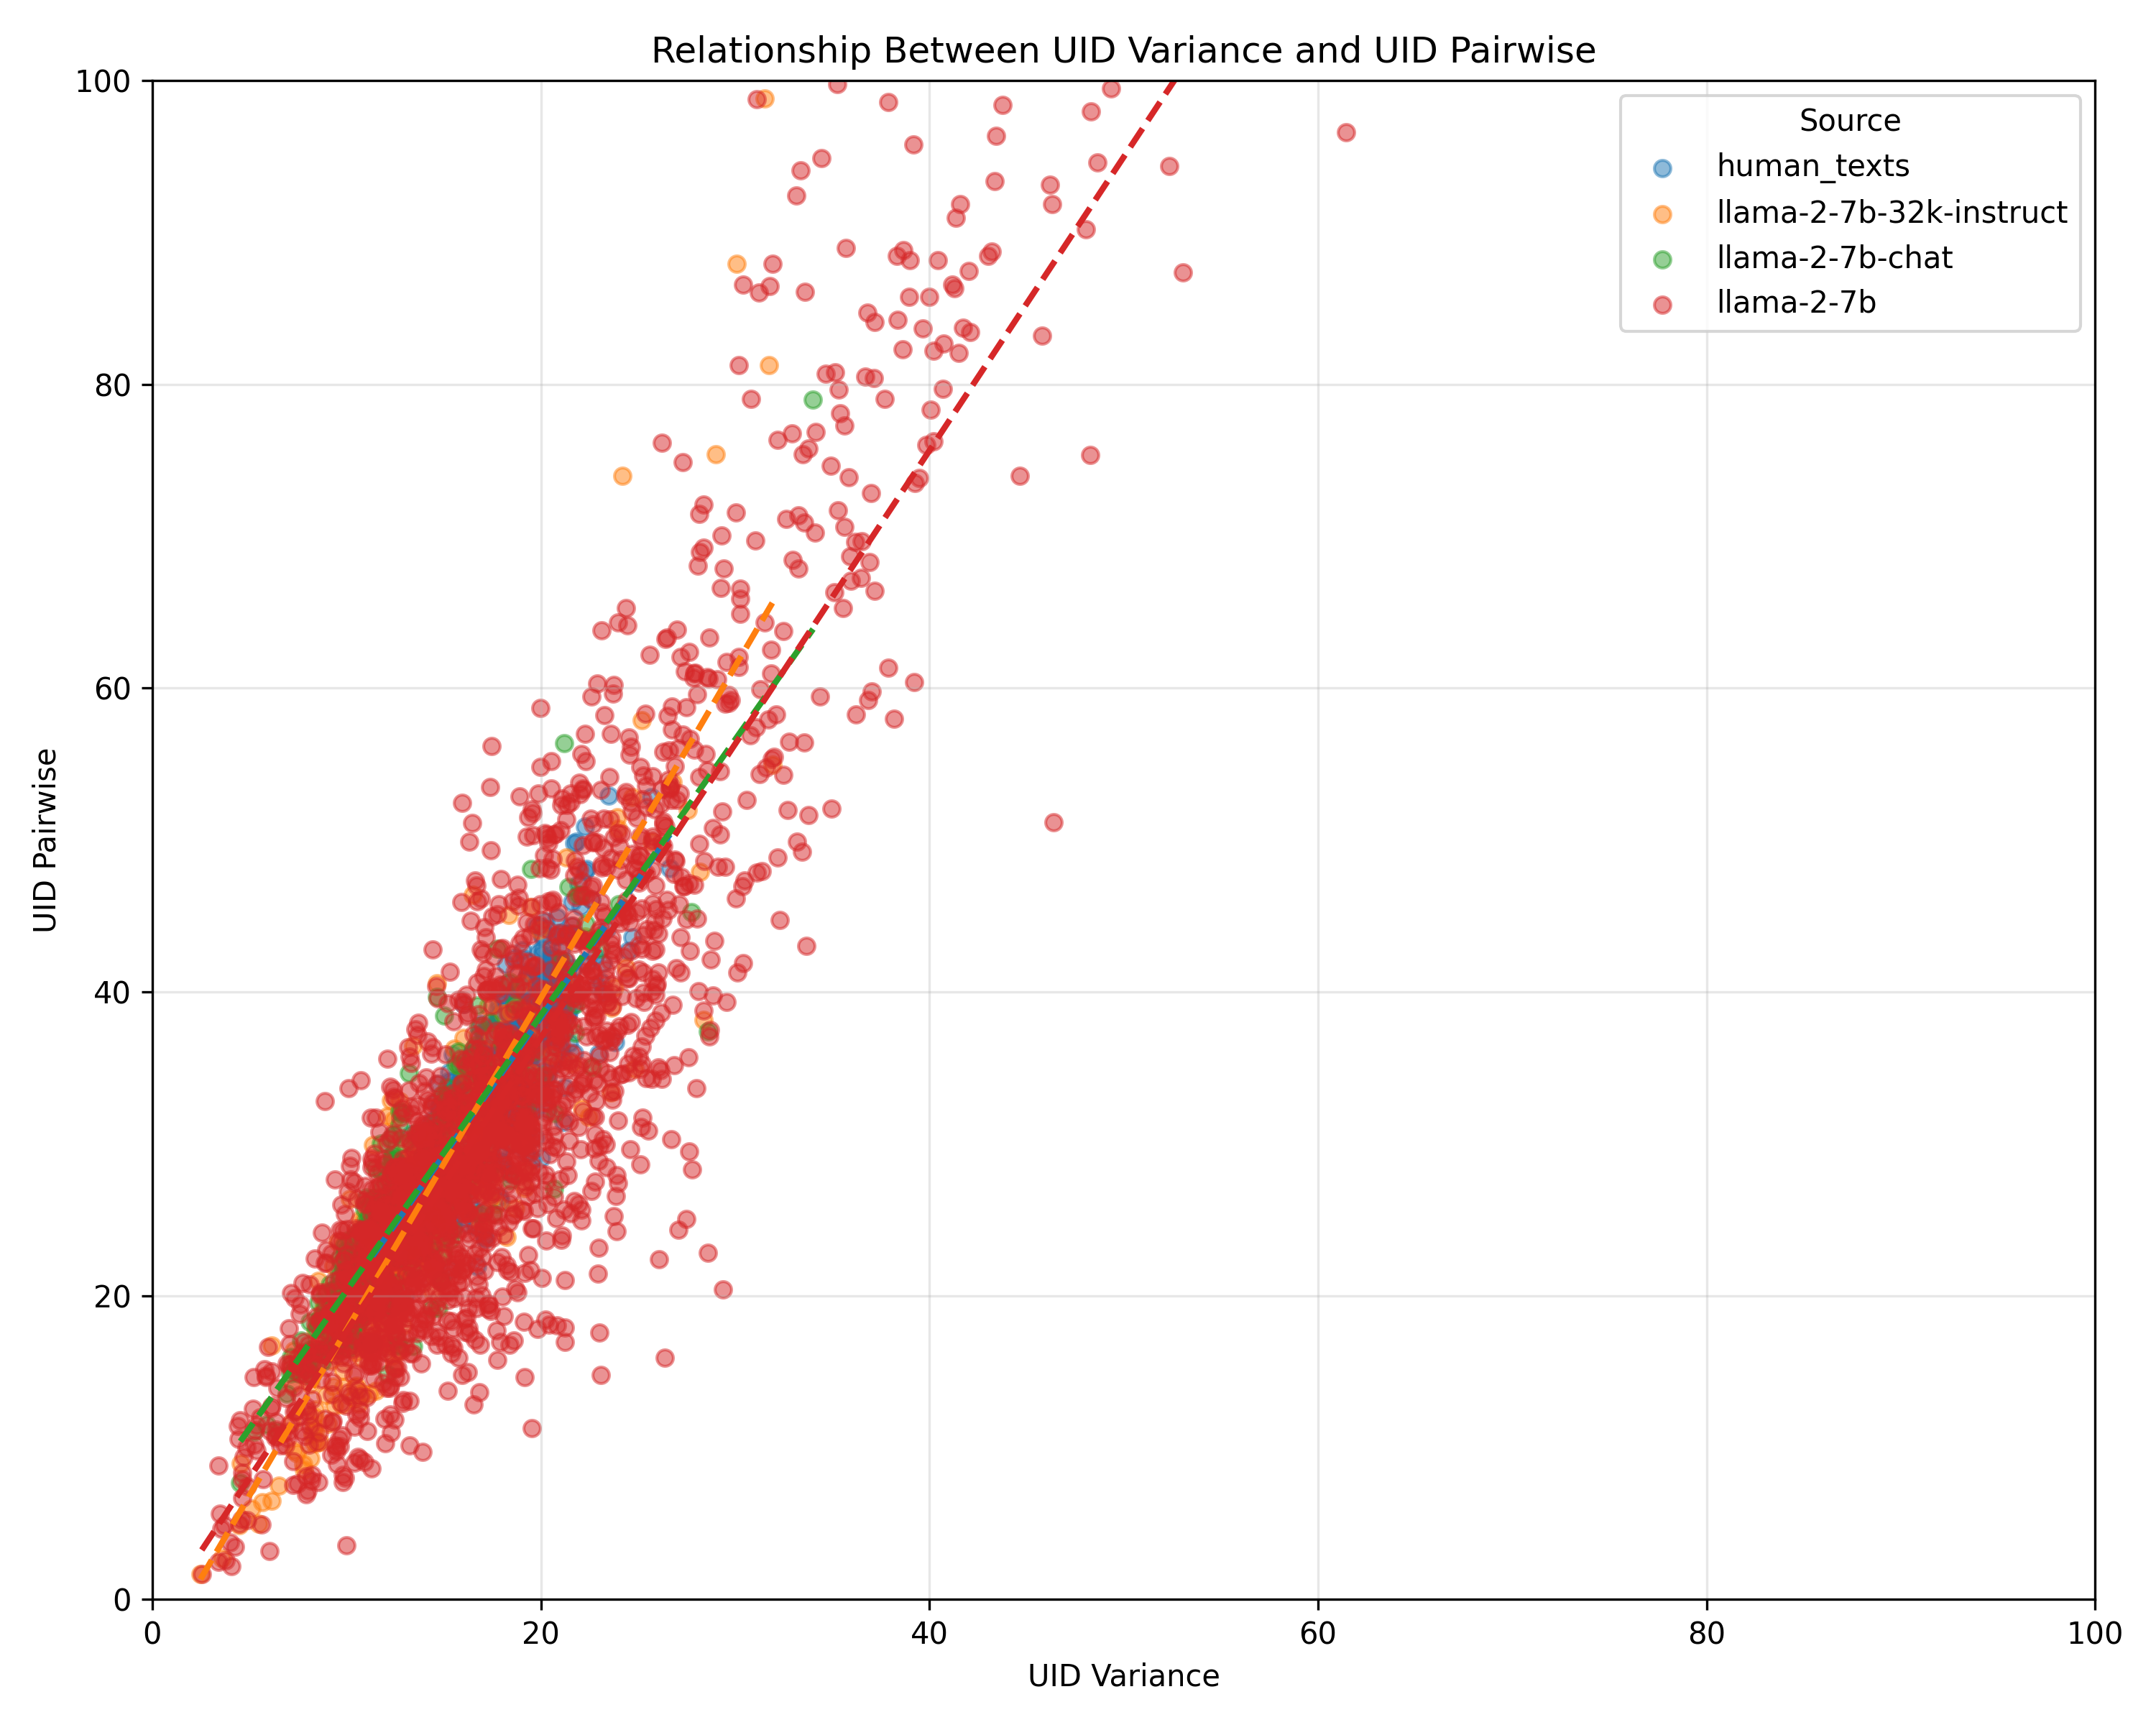 Relationship Between UID Variance and UID Pairwise
Source
human_texts
llama-2-7b-32k-instruct
llama-2-7b-chat
llama-2-7b
UID Pairwise
100
80
60
40
20
0
0 20 40 60 80 100
UID Variance